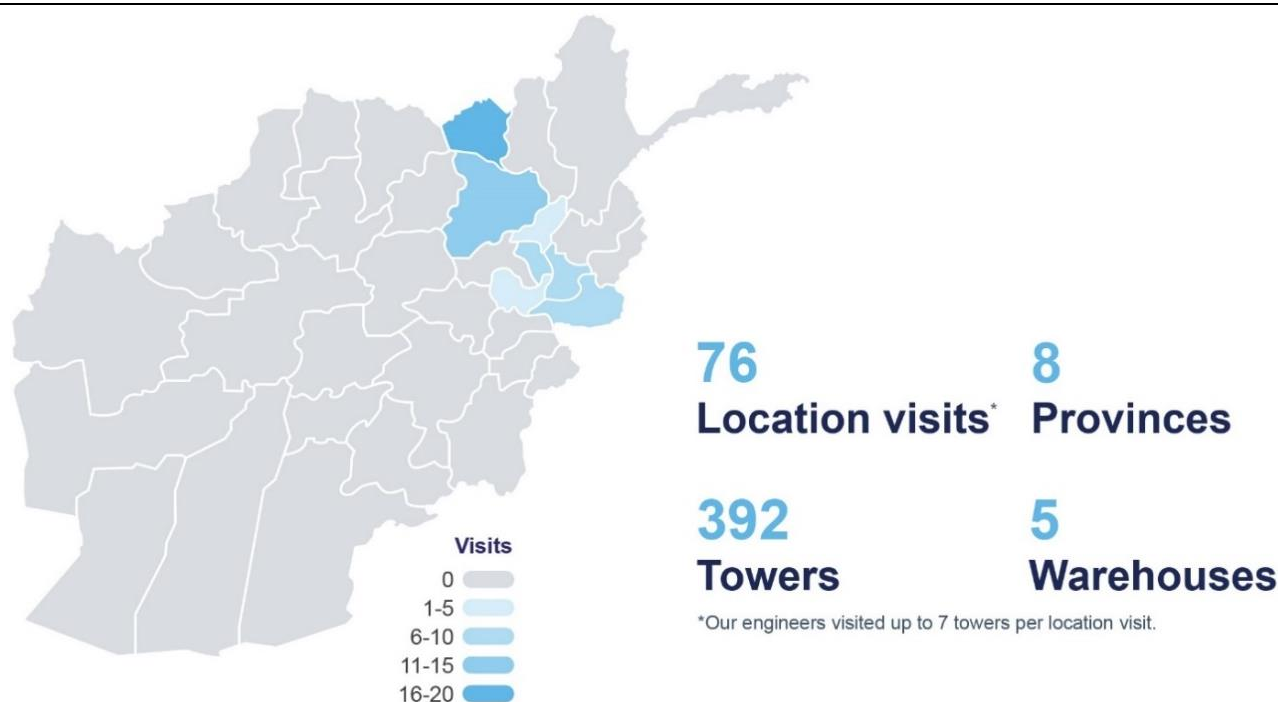 76
Location visits*
8
Provinces
392
Towers
5
Warehouses
*Our engineers visited up to 7 towers per location visit.
Visits
0
1-5
6-10
11-15
16-20